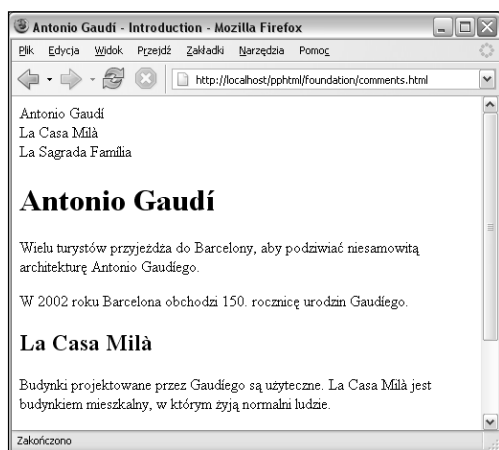 Antonio Gaudí - Introduction - Mozilla Firefox
Plik Edycja Widok Przejdź Zakładki Narzędzia Pomoc
http://localhost/pphtml/foundation/comments.html
Antonio Gaudí
La Casa Milà
La Sagrada Família
Antonio Gaudí
Wielu turystów przyjeżdża do Barcelony, aby podziwiać niesamowitą
architekturę Antonio Gaudíego.
W 2002 roku Barcelona obchodzi 150. rocznicę urodzin Gaudíego.
La Casa Milà
Budynki projektowane przez Gaudíego są użyteczne. La Casa Milà jest
budynkiem mieszkalny, w którym żyją normalni ludzie.
Zakończono